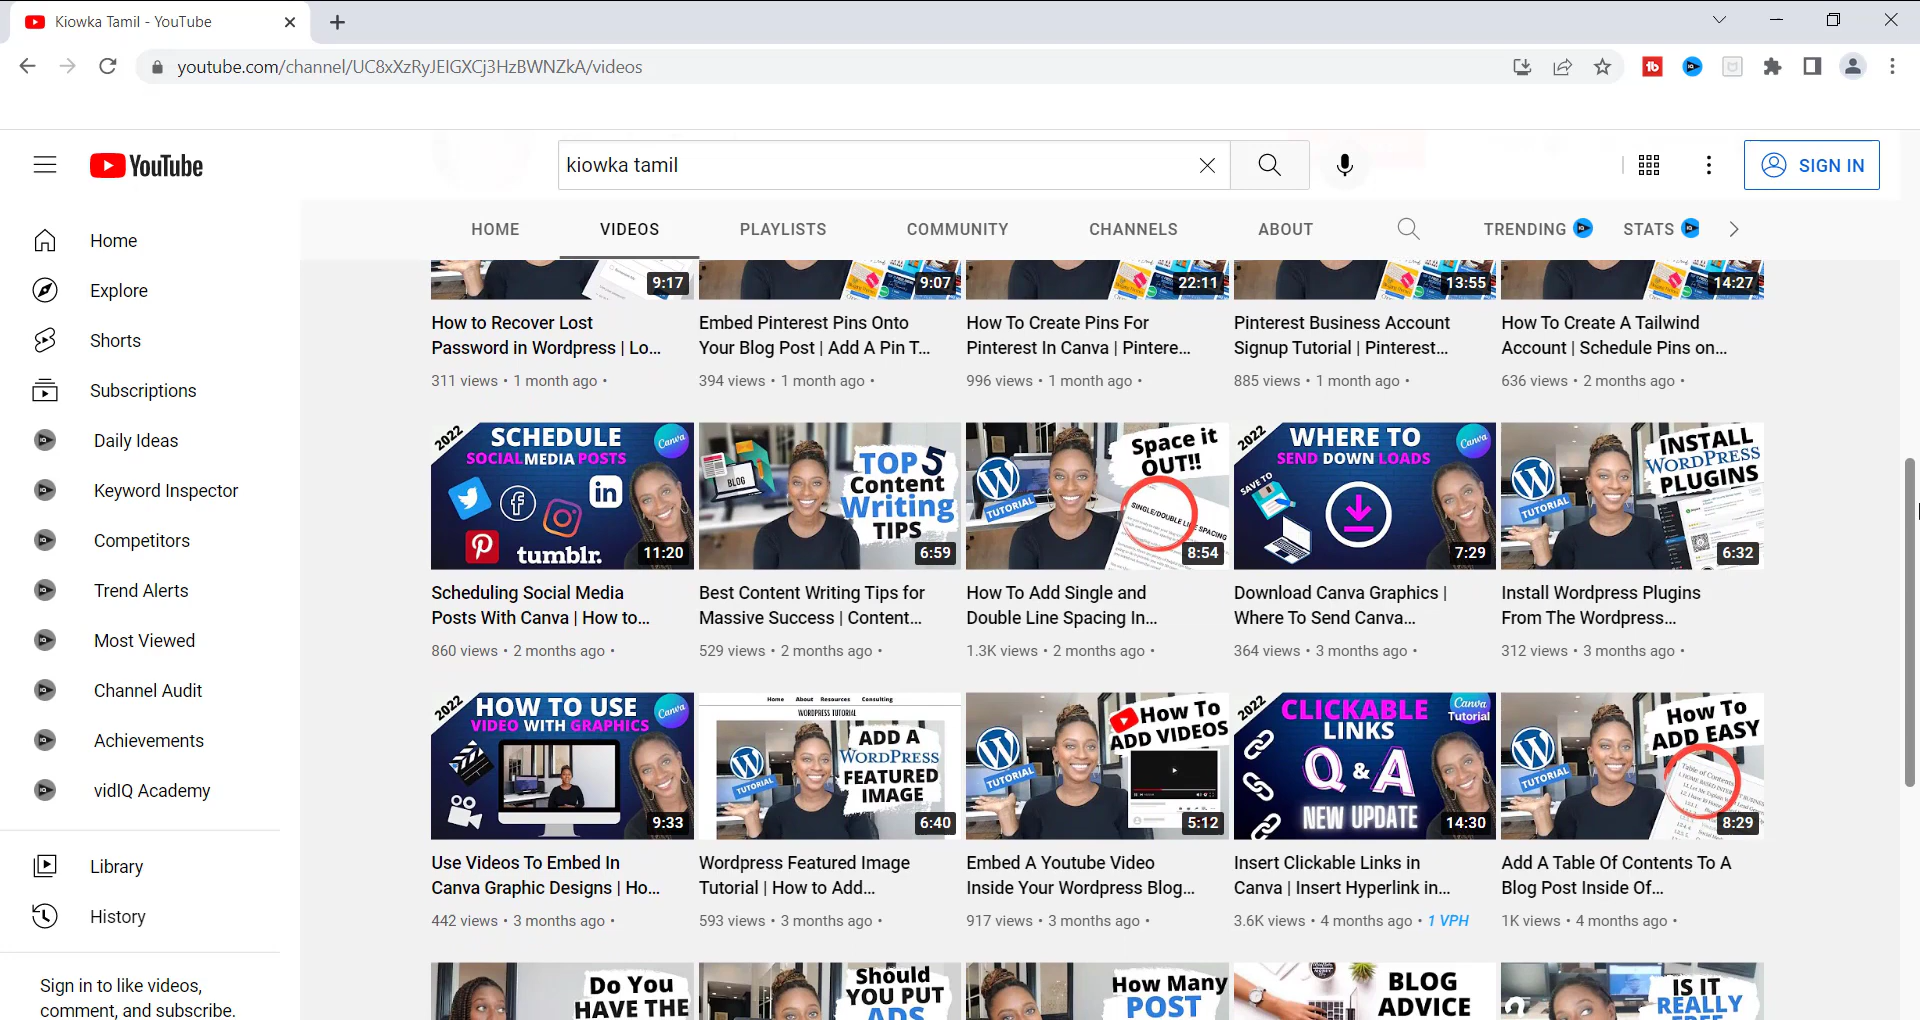 Kiowka Tamil - YouTube
youtube.com/channel/UC8xXzRyJEIGXCj3HzBWNZkA/videos
YouTube
kiowka tamil
SIGN IN
HOME
VIDEOS
PLAYLISTS
COMMUNITY
CHANNELS
ABOUT
TRENDING
STATS
Home
Explore
Shorts
Subscriptions
Daily Ideas
Keyword Inspector
Competitors
Trend Alerts
Most Viewed
Channel Audit
Achievements
vidIQ Academy
Library
History
Sign in to like videos,
comment, and subscribe.
9:17
How to Recover Lost
Password in Wordpress | Lo...
311 views • 1 month ago •
9:07
Embed Pinterest Pins Onto
Your Blog Post | Add A Pin T...
394 views • 1 month ago •
22:11
How To Create Pins For
Pinterest In Canva | Pintere...
996 views • 1 month ago •
13:55
Pinterest Business Account
Signup Tutorial | Pinterest...
885 views • 1 month ago •
14:27
How To Create A Tailwind
Account | Schedule Pins on...
636 views • 2 months ago •
2022
SCHEDULE
SOCIAL MEDIA POSTS
Canva
in
tumblr.
11:20
Scheduling Social Media
Posts With Canva | How to...
860 views • 2 months ago •
BLOG
TOP 5
Content
Writing
TIPS
6:59
Best Content Writing Tips for
Massive Success | Content...
529 views • 2 months ago •
TUTORIAL
Space it
OUT!!
SINGLE/DOUBLE LINE SPACING
8:54
How To Add Single and
Double Line Spacing In...
1.3K views • 2 months ago •
2022
WHERE TO
SEND DOWN LOADS
Canva
SAVE TO
7:29
Download Canva Graphics |
Where To Send Canva...
364 views • 3 months ago •
TUTORIAL
INSTALL
WORDPRESS
PLUGINS
6:32
Install Wordpress Plugins
From The Wordpress...
312 views • 3 months ago •
2022
HOW TO USE
VIDEO WITH GRAPHICS
Canva
9:33
Use Videos To Embed In
Canva Graphic Designs | Ho...
442 views • 3 months ago •
Home About Resources Consulting
WORDPRESS TUTORIAL
TUTORIAL
ADD A
WORDPRESS
FEATURED
IMAGE
6:40
Wordpress Featured Image
Tutorial | How to Add...
593 views • 3 months ago •
TUTORIAL
How To
ADD VIDEOS
5:12
Embed A Youtube Video
Inside Your Wordpress Blog...
917 views • 3 months ago •
2022
CLICKABLE
LINKS
Canva
Tutorial
Q & A
NEW UPDATE
14:30
Insert Clickable Links in
Canva | Insert Hyperlink in...
3.6K views • 4 months ago • 1 VPH
TUTORIAL
How To
ADD EASY
Table of Contents
8:29
Add A Table Of Contents To A
Blog Post Inside Of...
1K views • 4 months ago •
Do You
HAVE THE
Should
YOU PUT
ADS
How Many
POST
BLOG
ADVICE
IS IT
REALLY
FREE